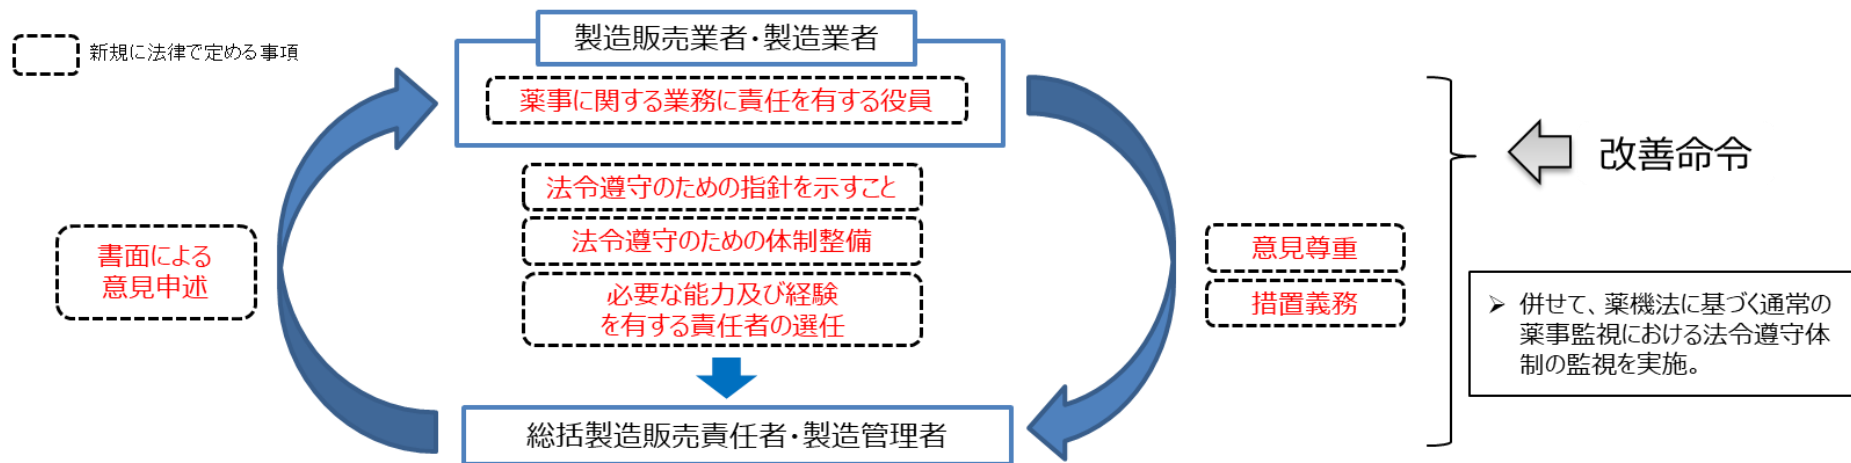 新規に法律で定める事項
製造販売業者・製造業者
薬事に関する業務に責任を有する役員
法令遵守のための指針を示すこと
法令遵守のための体制整備
必要な能力及び経験
を有する責任者の選任
書面による
意見申述
意見尊重
措置義務
総括製造販売責任者・製造管理者
改善命令
➢ 併せて、薬機法に基づく通常の
薬事監視における法令遵守体
制の監視を実施。